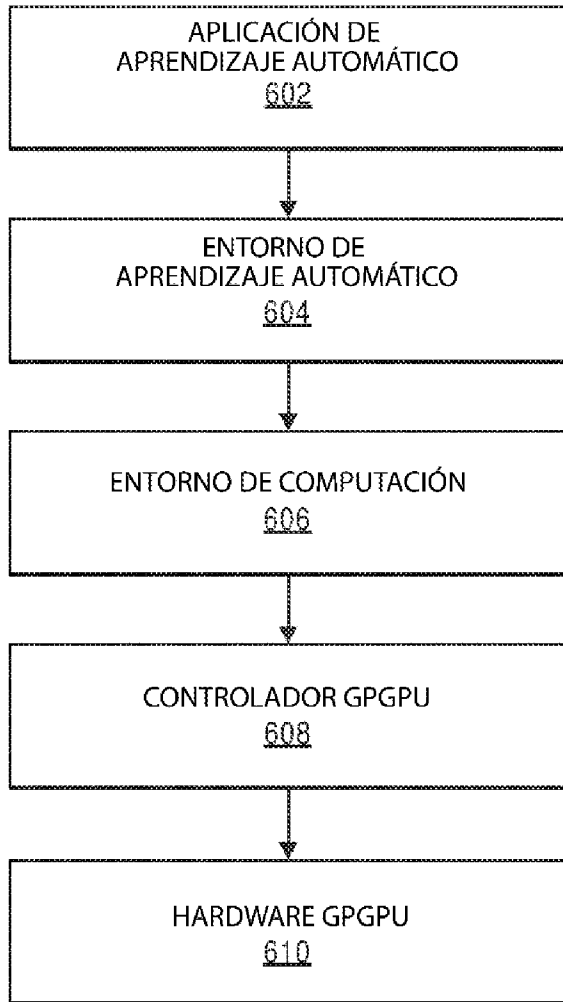 APLICACIÓN DE
APRENDIZAJE AUTOMÁTICO
602
ENTORNO DE
APRENDIZAJE AUTOMÁTICO
604
ENTORNO DE COMPUTACIÓN
606
CONTROLADOR GPGPU
608
HARDWARE GPGPU
610